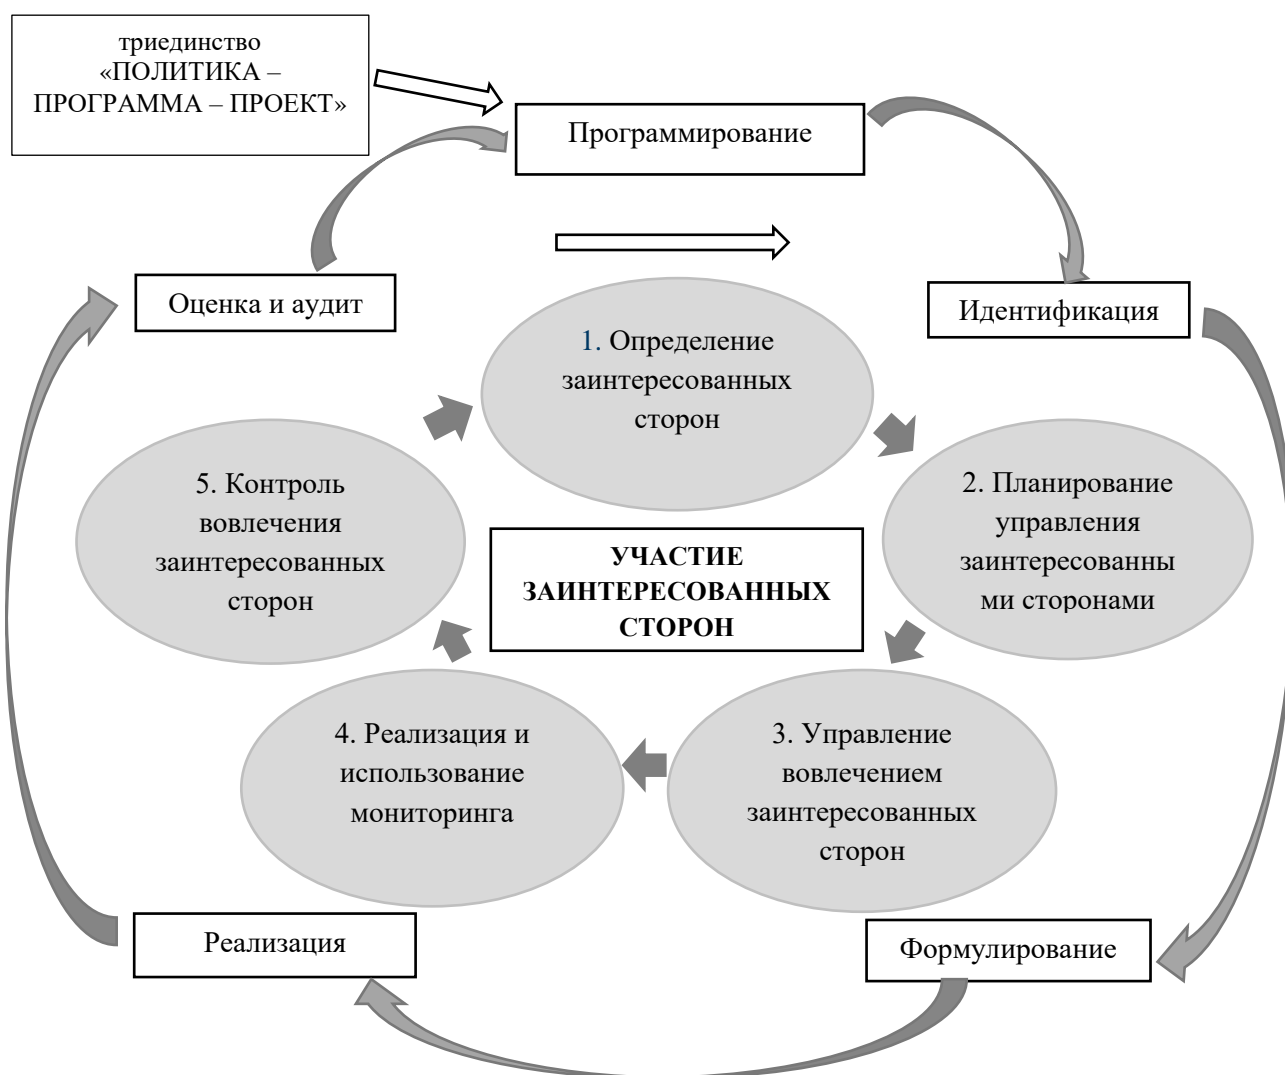 триединство
«ПОЛИТИКА –
ПРОГРАММА – ПРОЕКТ»
Программирование
Оценка и аудит
Идентификация
1. Определение
заинтересованных
сторон
5. Контроль
вовлечения
заинтересованных
сторон
2. Планирование
управления
заинтересованны
ми сторонами
УЧАСТИЕ
ЗАИНТЕРЕСОВАННЫХ
СТОРОН
4. Реализация и
использование
мониторинга
3. Управление
вовлечением
заинтересованных
сторон
Реализация
Формулирование